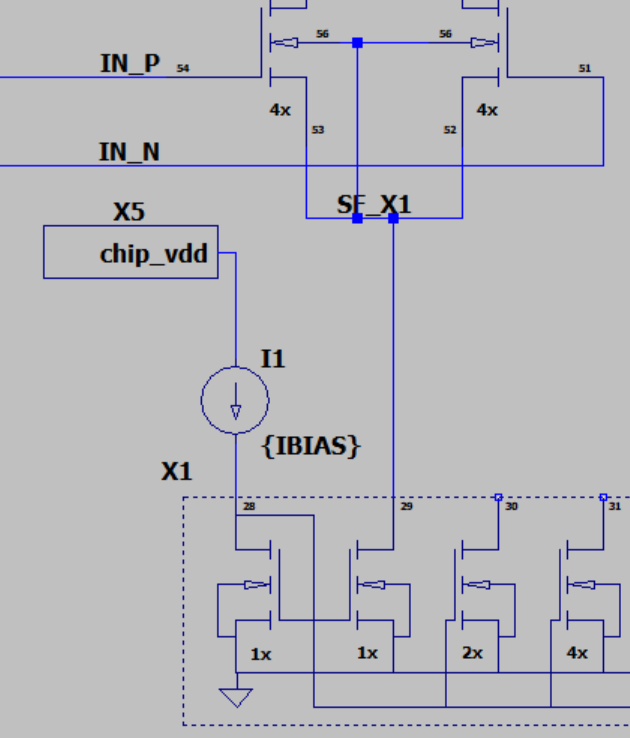 56
56
IN_P
54
51
4x
4x
53
52
IN_N
SF_X1
X5
chip_vdd
I1
{IBIAS}
X1
28
29
30
31
1x
1x
2x
4x